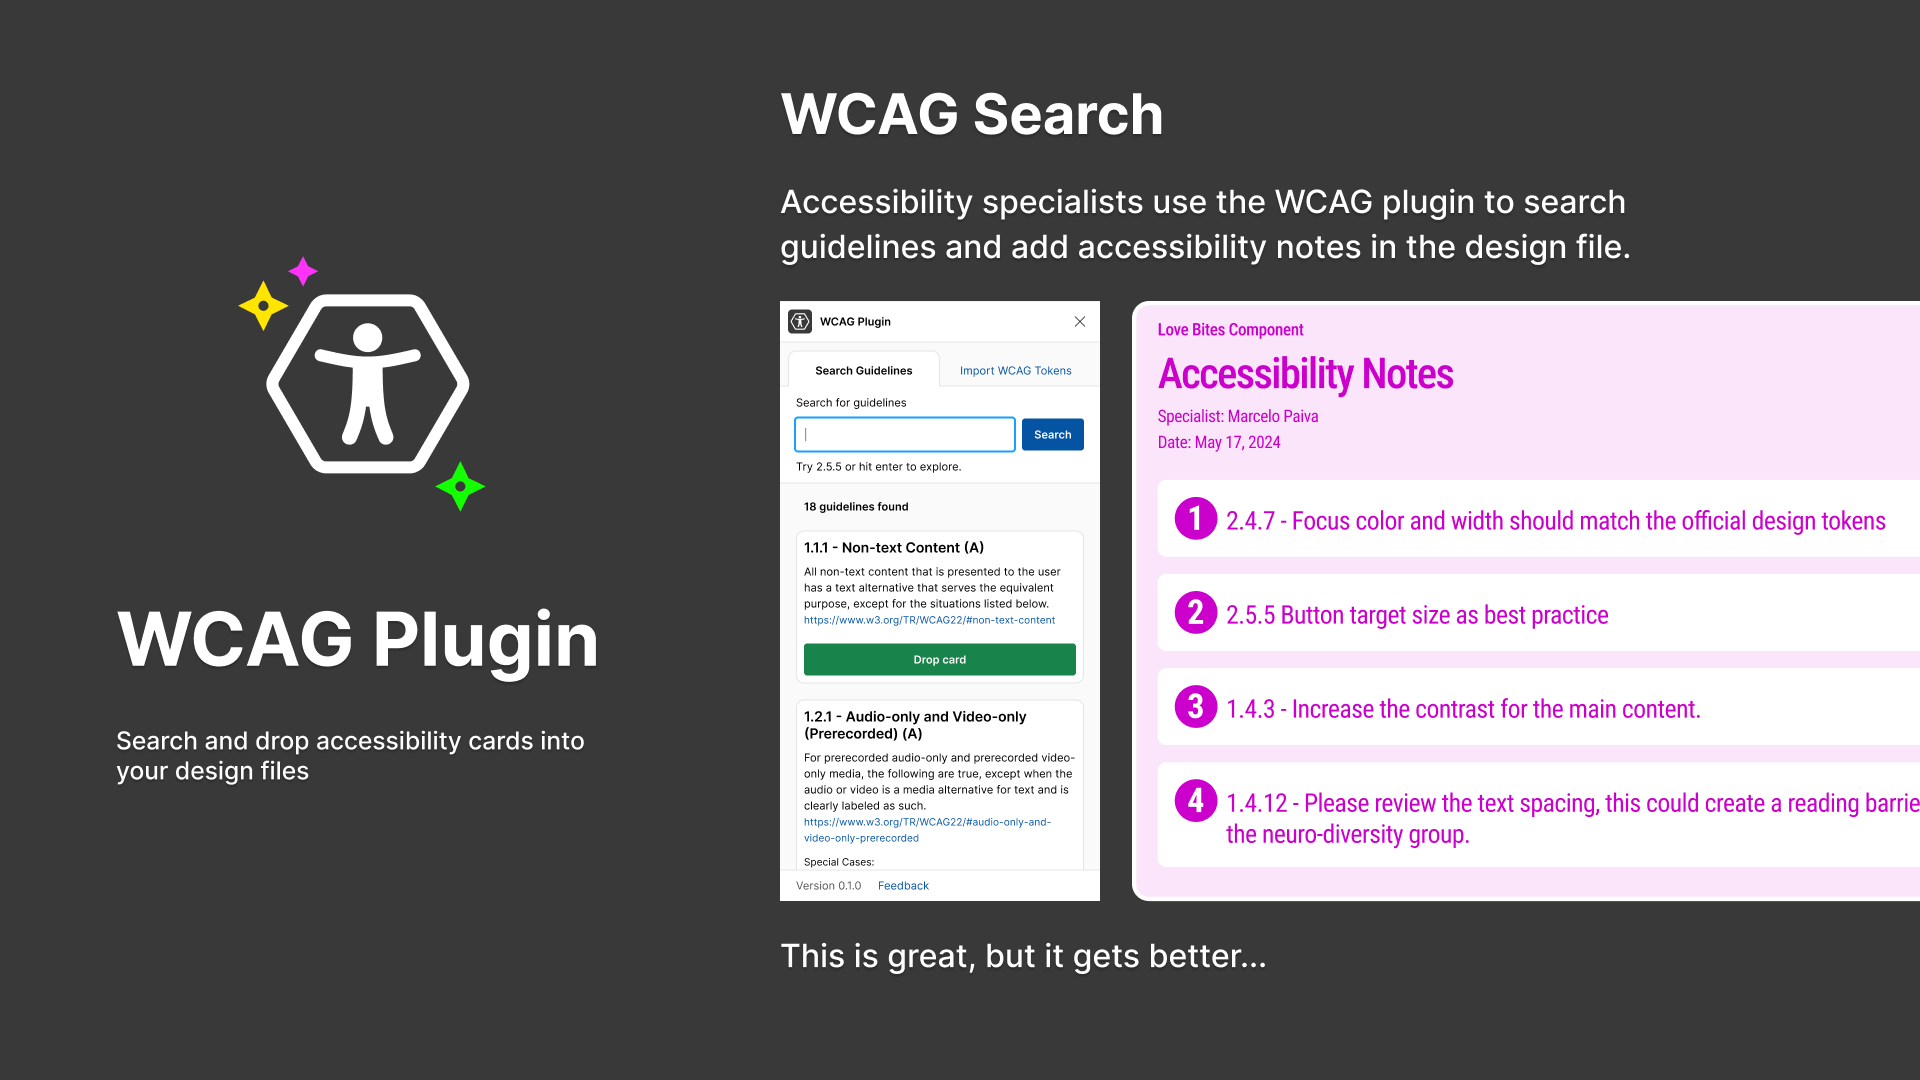 WCAG Plugin
Search and drop accessibility cards into
your design files
WCAG Search
Accessibility specialists use the WCAG plugin to search
guidelines and add accessibility notes in the design file.
WCAG Plugin
Search Guidelines
Import WCAG Tokens
Search for guidelines
Search
Try 2.5.5 or hit enter to explore.
18 guidelines found
1.1.1 - Non-text Content (A)
All non-text content that is presented to the user
has a text alternative that serves the equivalent
purpose, except for the situations listed below.
https://www.w3.org/TR/WCAG22/#non-text-content
Drop card
1.2.1 - Audio-only and Video-only
(Prerecorded) (A)
For prerecorded audio-only and prerecorded video-
only media, the following are true, except when the
audio or video is a media alternative for text and is
clearly labeled as such.
https://www.w3.org/TR/WCAG22/#audio-only-and-
video-only-prerecorded
Special Cases:
Version 0.1.0 Feedback
Love Bites Component
Accessibility Notes
Specialist: Marcelo Paiva
Date: May 17, 2024
1 2.4.7 - Focus color and width should match the official design tokens
2 2.5.5 Button target size as best practice
3 1.4.3 - Increase the contrast for the main content.
4 1.4.12 - Please review the text spacing, this could create a reading barrie
the neuro-diversity group.
This is great, but it gets better...